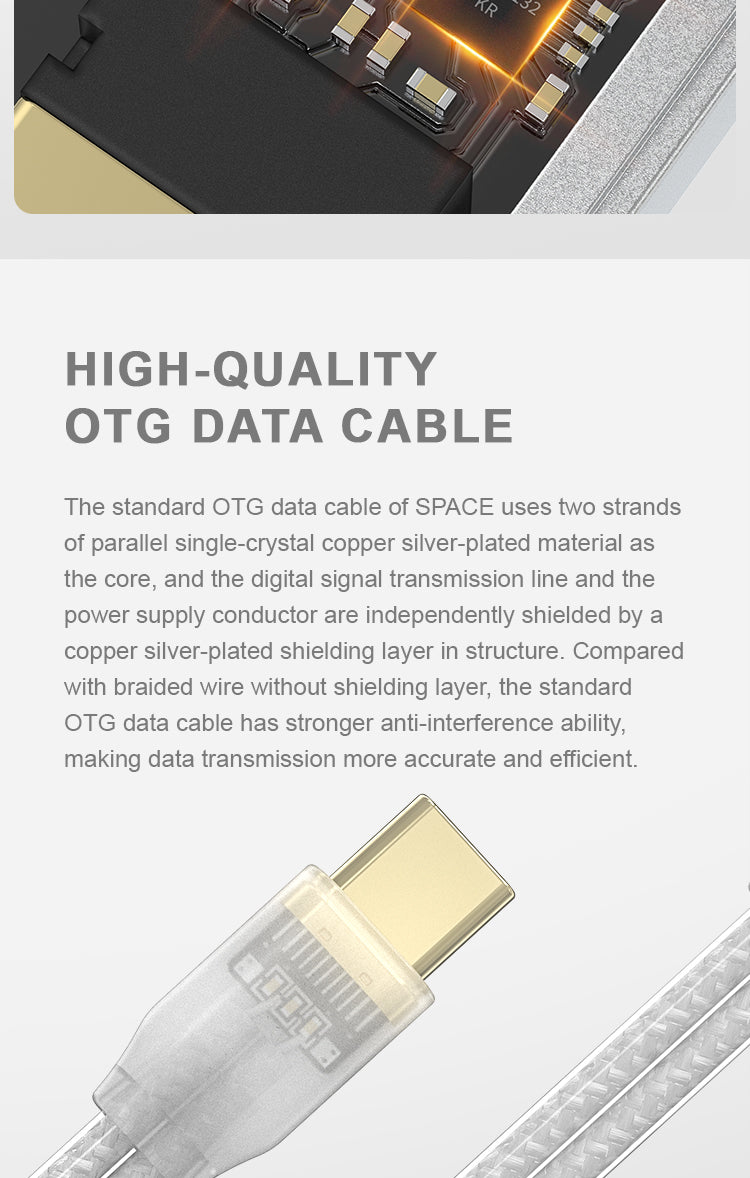 32
KR
HIGH-QUALITY
OTG DATA CABLE
The standard OTG data cable of SPACE uses two strands
of parallel single-crystal copper silver-plated material as
the core, and the digital signal transmission line and the
power supply conductor are independently shielded by a
copper silver-plated shielding layer in structure. Compared
with braided wire without shielding layer, the standard
OTG data cable has stronger anti-interference ability,
making data transmission more accurate and efficient.